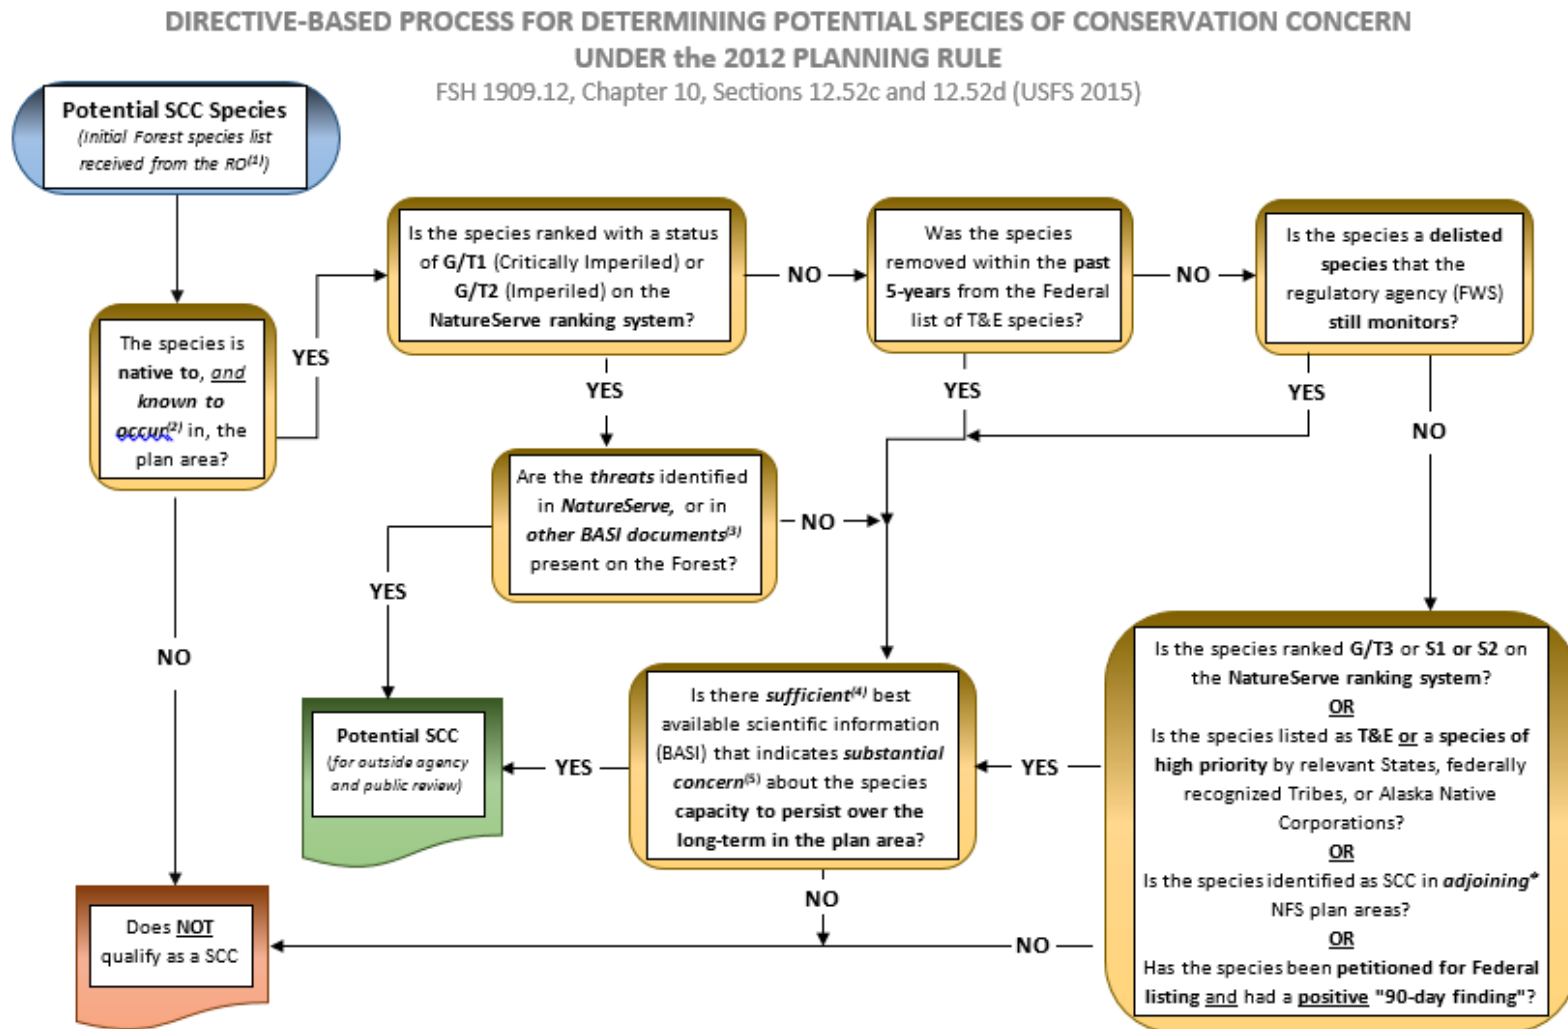 DIRECTIVE-BASED PROCESS FOR DETERMINING POTENTIAL SPECIES OF CONSERVATION CONCERN
UNDER the 2012 PLANNING RULE
FSH 1909.12, Chapter 10, Sections 12.52c and 12.52d (USFS 2015)
Potential SCC Species
(Initial Forest species list
received from the RO(1))
The species is
native to, and
known to
occur(2) in, the
plan area?
YES
NO
Is the species ranked with a status
of G/T1 (Critically Imperiled) or
G/T2 (Imperiled) on the
NatureServe ranking system?
NO
YES
Was the species
removed within the past
5-years from the Federal
list of T&E species?
NO
YES
Is the species a delisted
species that the
regulatory agency (FWS)
still monitors?
YES
NO
Are the threats identified
in NatureServe, or in
other BASI documents(3)
present on the Forest?
NO
YES
Is there sufficient(4) best
available scientific information
(BASI) that indicates substantial
concern(5) about the species
capacity to persist over the
long-term in the plan area?
YES
NO
Is the species ranked G/T3 or S1 or S2 on
the NatureServe ranking system?
OR
Is the species listed as T&E or a species of
high priority by relevant States, federally
recognized Tribes, or Alaska Native
Corporations?
OR
Is the species identified as SCC in adjoining*
NFS plan areas?
OR
Has the species been petitioned for Federal
listing and had a positive "90-day finding"?
YES
NO
Potential SCC
(for outside agency
and public review)
Does NOT
qualify as a SCC